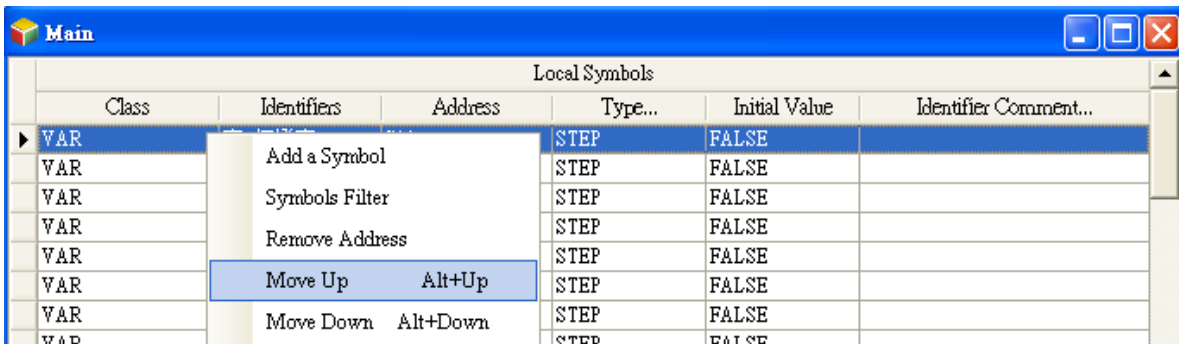 Main
Local Symbols
Class Identifiers Address Type... Initial Value Identifier Comment...
VAR STEP FALSE
Add a Symbol
VAR STEP FALSE
Symbols Filter
VAR STEP FALSE
Remove Address
VAR STEP FALSE
VAR STEP FALSE
Move Up Alt+Up
VAR STEP FALSE
Move Down Alt+Down
VAR STEP FALSE
VAR STEP FALSE